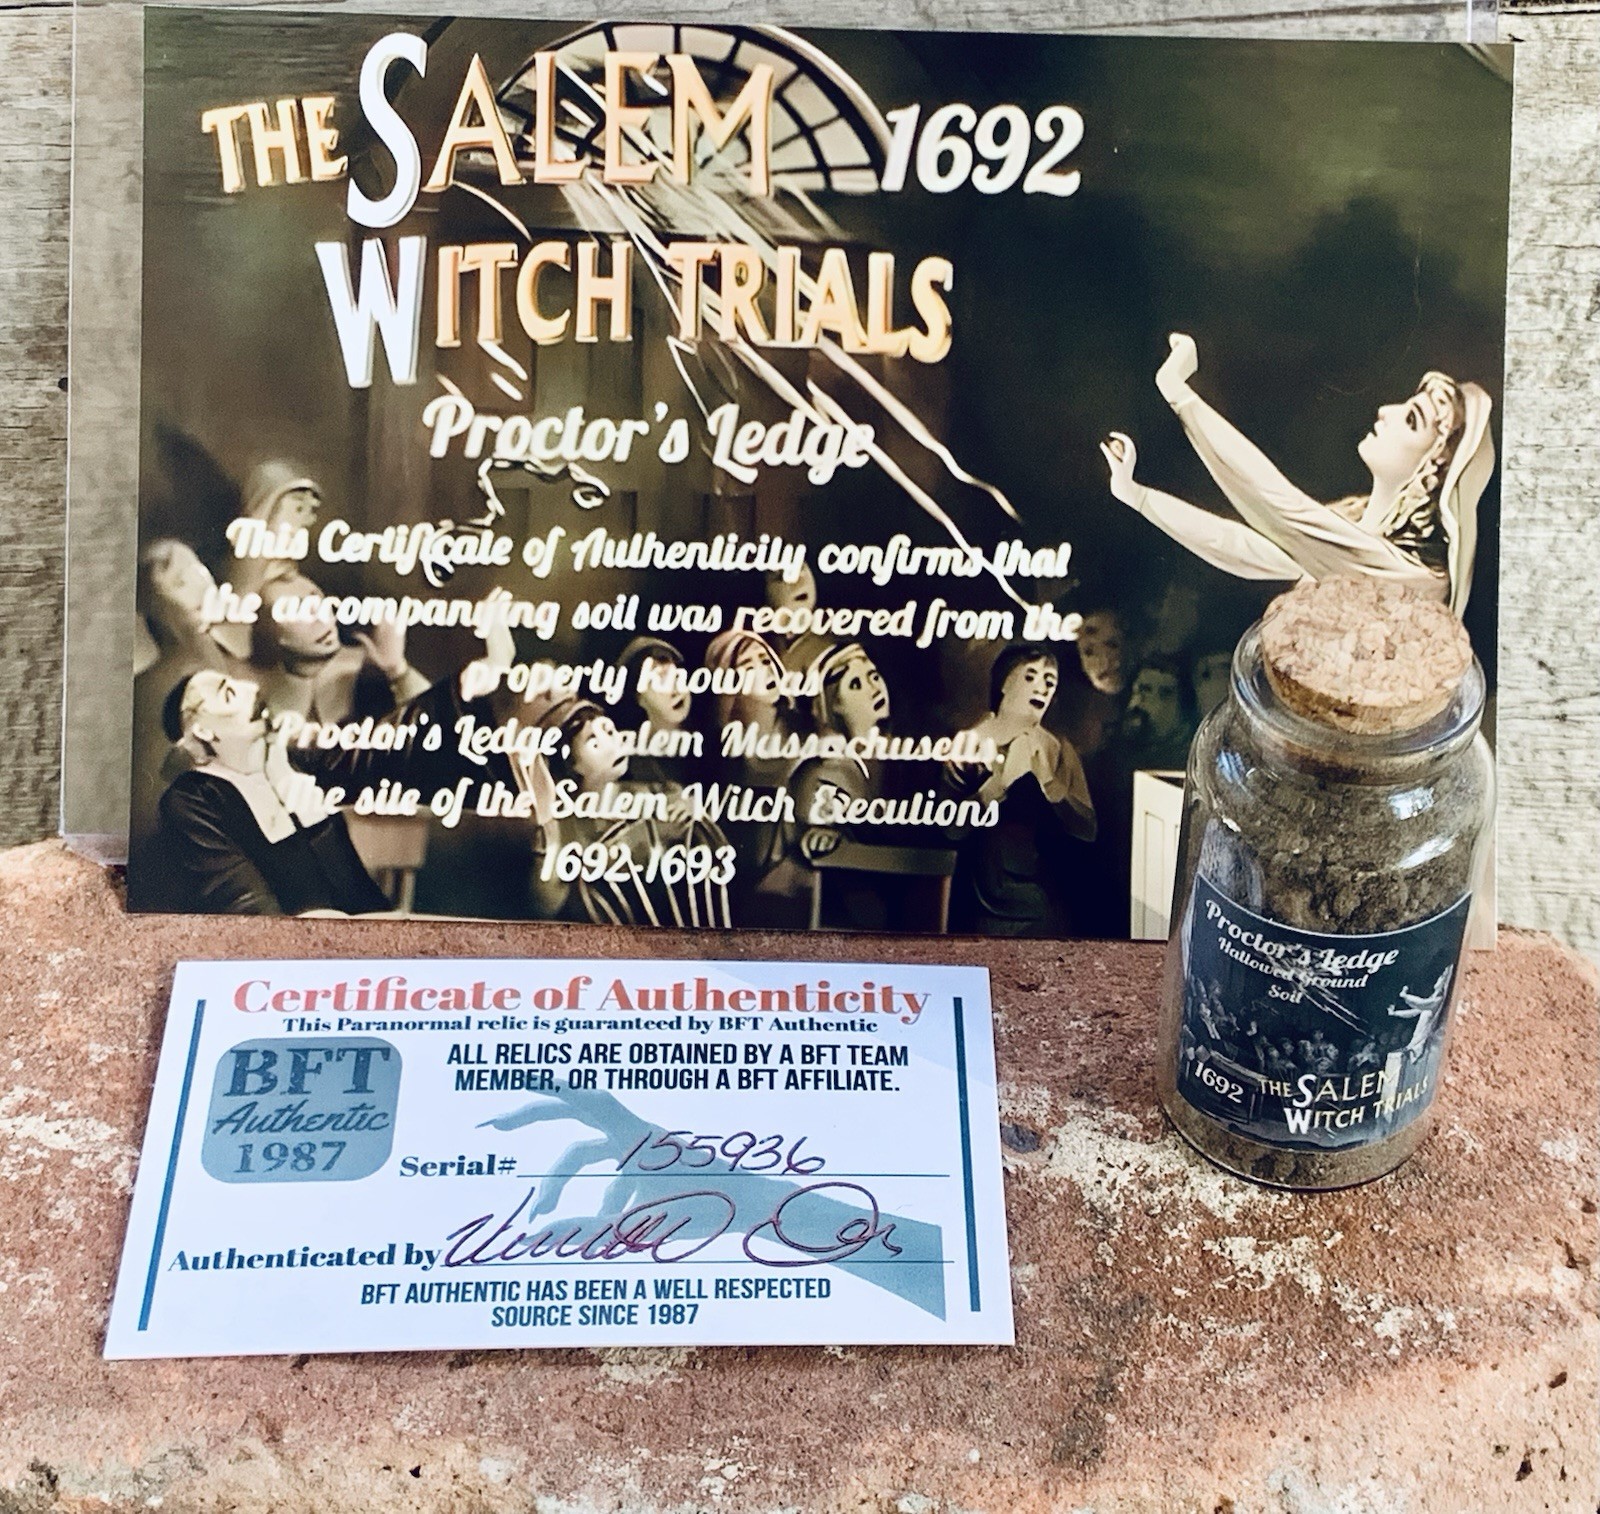 THE SALEM 1692
WITCH TRIALS
Proctor's Ledge
This Certificate of Authenticity confirms that
the accompanying soil was recovered from the
property known as
Proctor's Ledge, Salem Massachusetts.
The site of the Salem Witch Executions
1692-1693
Certificate of Authenticity
This Paranormal relic is guaranteed by BFT Authentic
BFT
Authentic
1987
ALL RELICS ARE OBTAINED BY A BFT TEAM
MEMBER, OR THROUGH A BFT AFFILIATE.
Serial# 155936
Authenticated by
BFT AUTHENTIC HAS BEEN A WELL RESPECTED
SOURCE SINCE 1987
Proctor's Ledge
Hallowed Ground
Soil
1692 THE SALEM
WITCH TRIALS